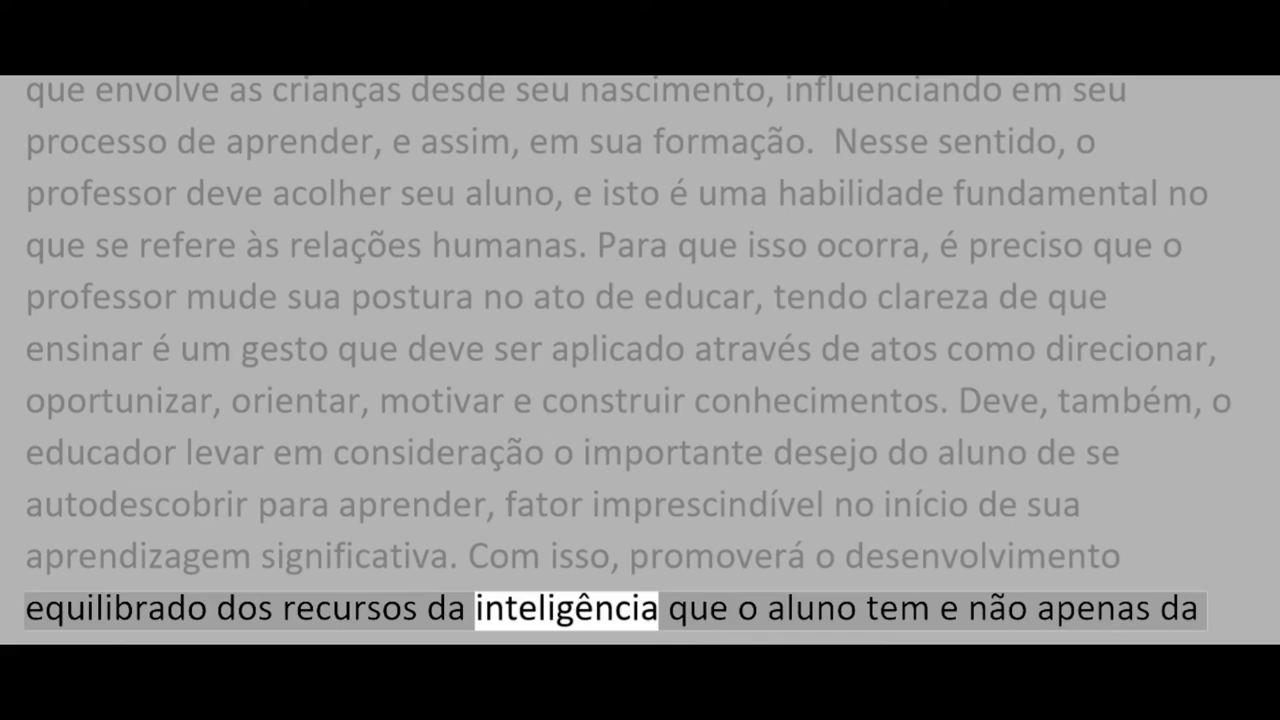 que envolve as crianças desde seu nascimento, influenciando em seu
processo de aprender, e assim, em sua formação.  Nesse sentido, o
professor deve acolher seu aluno, e isto é uma habilidade fundamental no
que se refere às relações humanas. Para que isso ocorra, é preciso que o
professor mude sua postura no ato de educar, tendo clareza de que
ensinar é um gesto que deve ser aplicado através de atos como direcionar,
oportunizar, orientar, motivar e construir conhecimentos. Deve, também, o
educador levar em consideração o importante desejo do aluno de se
autodescobrir para aprender, fator imprescindível no início de sua
aprendizagem significativa. Com isso, promoverá o desenvolvimento
equilibrado dos recursos da inteligência que o aluno tem e não apenas da